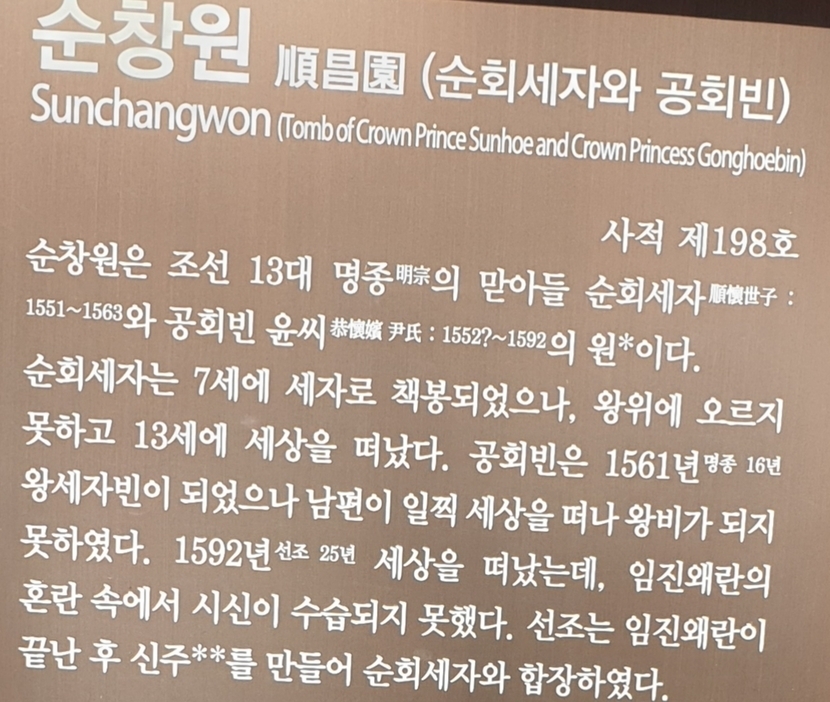 순창원 順昌園 (순회세자와 공회빈)
Sunchangwon (Tomb of Crown Prince Sunhoe and Crown Princess Gonghoebin)
사적 제198호
순창원은 조선 13대 명종明宗의 맏아들 순회세자順懷世子 :
1551~1563와 공회빈 윤씨恭懷嬪 尹氏 : 1552?~1592의 원*이다.
순회세자는 7세에 세자로 책봉되었으나, 왕위에 오르지
못하고 13세에 세상을 떠났다. 공회빈은 1561년명종 16년
왕세자빈이 되었으나 남편이 일찍 세상을 떠나 왕비가 되지
못하였다. 1592년선조 25년 세상을 떠났는데, 임진왜란의
혼란 속에서 시신이 수습되지 못했다. 선조는 임진왜란이
끝난 후 신주**를 만들어 순회세자와 합장하였다.